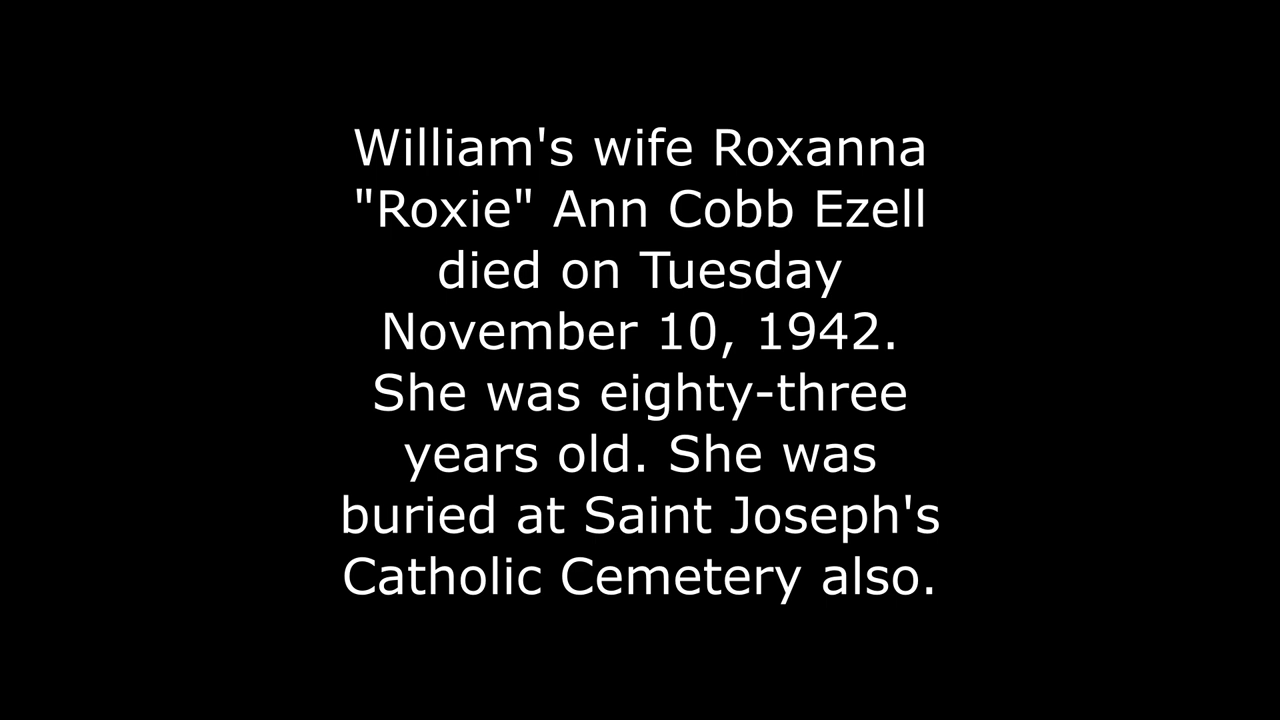 William's wife Roxanna
"Roxie" Ann Cobb Ezell
died on Tuesday
November 10, 1942.
She was eighty-three
years old. She was
buried at Saint Joseph's
Catholic Cemetery also.